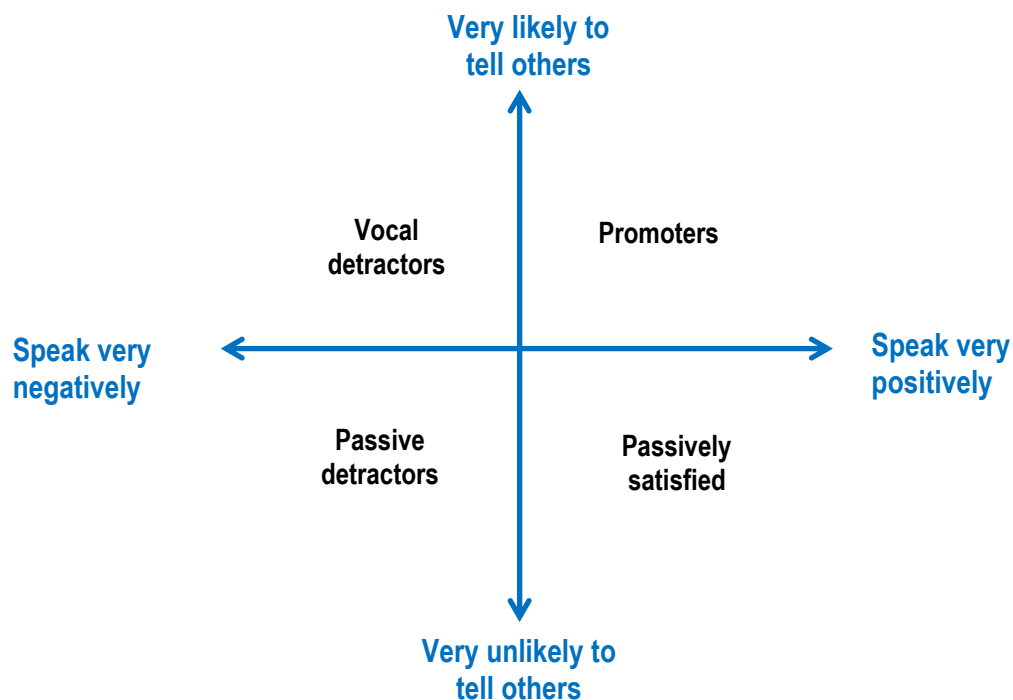 Very likely to
tell others
Vocal
detractors
Promoters
Speak very
negatively
Speak very
positively
Passive
detractors
Passively
satisfied
Very unlikely to
tell others